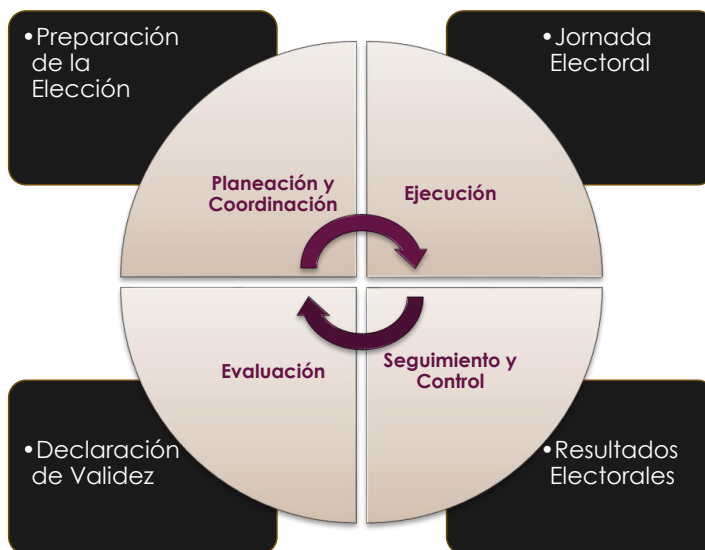 •Preparación
de la
Elección
•Jornada
Electoral
Planeación y
Coordinación
Ejecución
Evaluación
Seguimiento y
Control
•Declaración
de Validez
•Resultados
Electorales